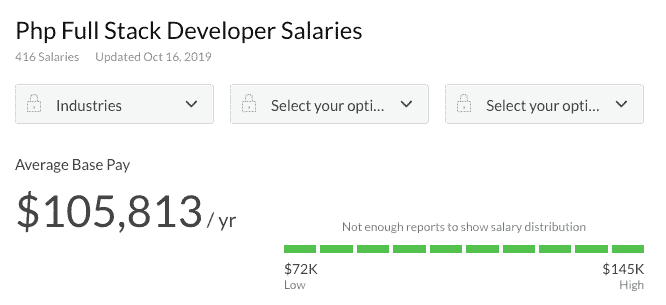 Php Full Stack Developer Salaries
416 Salaries Updated Oct 16, 2019
Industries Select your opti... Select your opti...
Average Base Pay
$105,813 / yr
Not enough reports to show salary distribution
$72K $145K
Low High